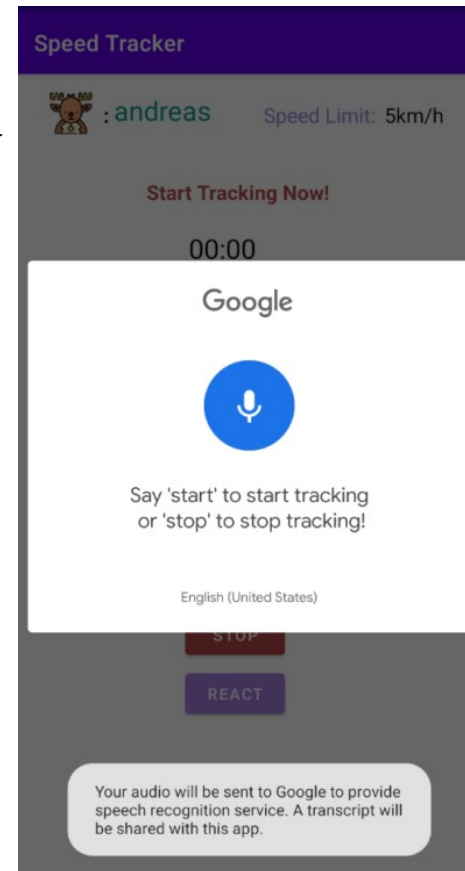 Speed Tracker
: andreas Speed Limit: 5km/h
Start Tracking Now!
00:00
Google
Say 'start' to start tracking
or 'stop' to stop tracking!
English (United States)
STOP
REACT
Your audio will be sent to Google to provide
speech recognition service. A transcript will
be shared with this app.